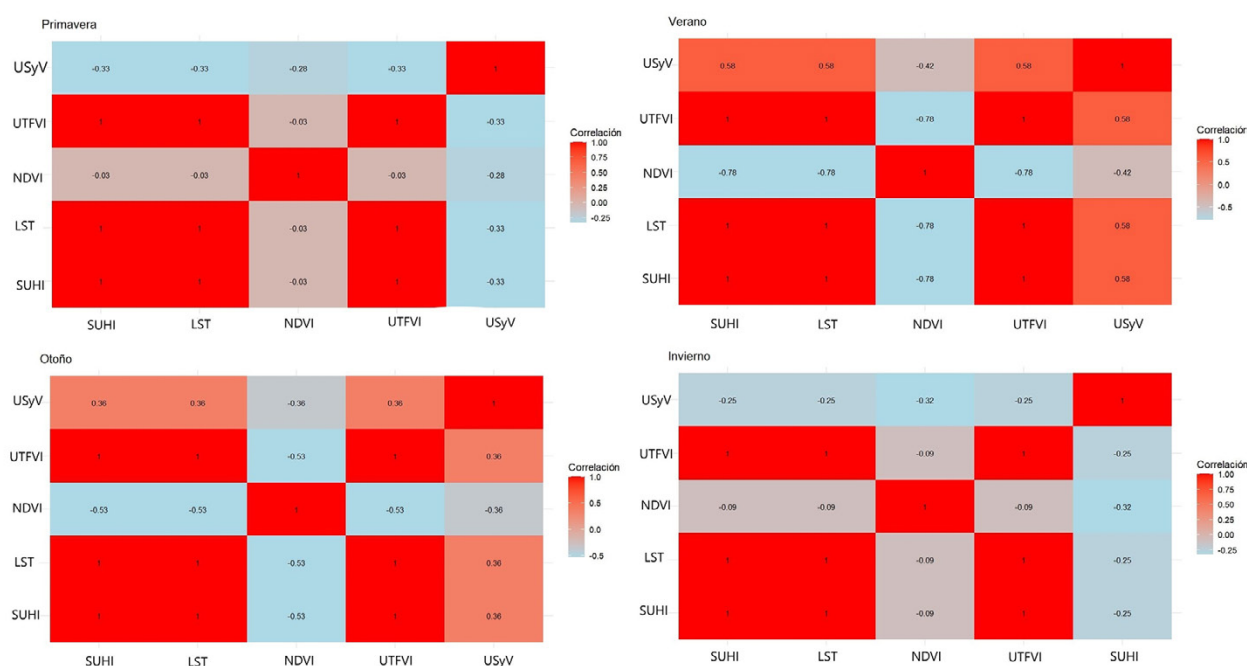 Primavera
USyV -0.33 -0.33 -0.28 -0.33 1
UTFVI 1 1 -0.03 1 -0.33
NDVI -0.03 -0.03 1 -0.03 -0.28
LST 1 1 -0.03 1 -0.33
SUHI 1 1 -0.03 1 -0.33
SUHI LST NDVI UTFVI USyV
Correlación
1.00
0.75
0.50
0.25
0.00
-0.25
Verano
USyV 0.58 0.58 -0.42 0.58 1
UTFVI 1 1 -0.78 1 0.58
NDVI -0.78 -0.78 1 -0.78 -0.42
LST 1 1 -0.78 1 0.58
SUHI 1 1 -0.78 1 0.58
SUHI LST NDVI UTFVI USyV
Correlación
1.0
0.5
0.0
-0.5
Otoño
USyV 0.36 0.36 -0.36 0.36 1
UTFVI 1 1 -0.53 1 0.36
NDVI -0.53 -0.53 1 -0.53 -0.36
LST 1 1 -0.53 1 0.36
SUHI 1 1 -0.53 1 0.36
SUHI LST NDVI UTFVI USyV
Correlación
1.0
0.5
0.0
-0.5
Invierno
USyV -0.25 -0.25 -0.32 -0.25 1
UTFVI 1 1 -0.09 1 -0.25
NDVI -0.09 -0.09 1 -0.09 -0.32
LST 1 1 -0.09 1 -0.25
SUHI 1 1 -0.09 1 -0.25
SUHI LST NDVI UTFVI SUHI
Correlación
1.00
0.75
0.50
0.25
0.00
-0.25